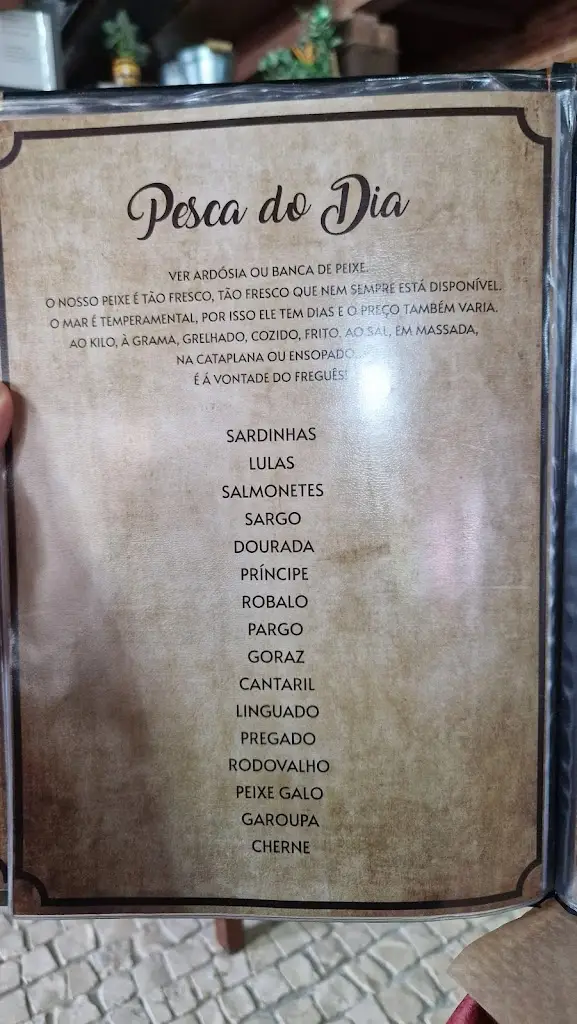 Pesca do Dia
VER ARDÓSIA OU BANCA DE PEIXE.
O NOSSO PEIXE É TÃO FRESCO, TÃO FRESCO QUE NEM SEMPRE ESTÁ DISPONÍVEL.
O MAR É TEMPERAMENTAL, POR ISSO ELE TEM DIAS E O PREÇO TAMBÉM VARIA.
AO KILO, À GRAMA, GRELHADO, COZIDO, FRITO, AO SAL, EM MASSADA,
NA CATAPLANA OU ENSOPADO...
É Á VONTADE DO FREGUÊS!
SARDINHAS
LULAS
SALMONETES
SARGO
DOURADA
PRÍNCIPE
ROBALO
PARGO
GORAZ
CANTARIL
LINGUADO
PREGADO
RODOVALHO
PEIXE GALO
GAROUPA
CHERNE